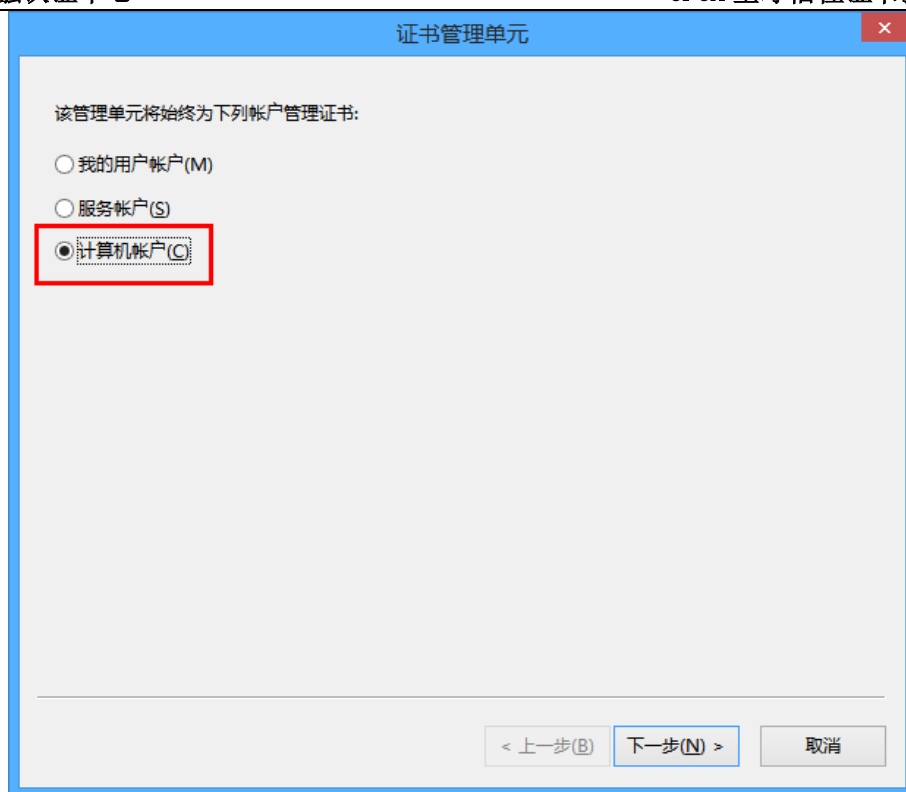 证书管理单元
×
该管理单元将始终为下列帐户管理证书:
我的用户帐户(M)
服务帐户(S)
计算机帐户(C)
< 上一步(B) 下一步(N) > 取消